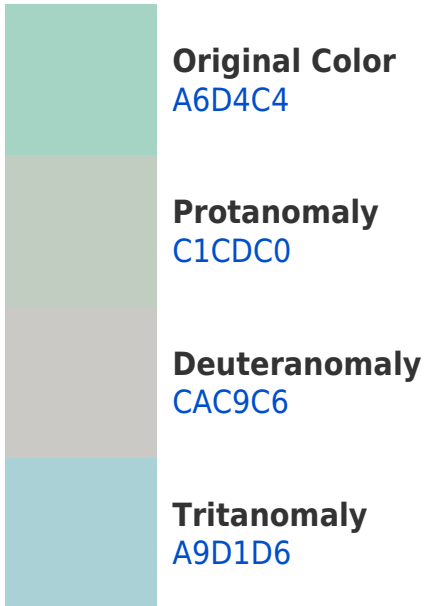 Original Color
A6D4C4
Protanomaly
C1CDC0
Deuteranomaly
CAC9C6
Tritanomaly
A9D1D6